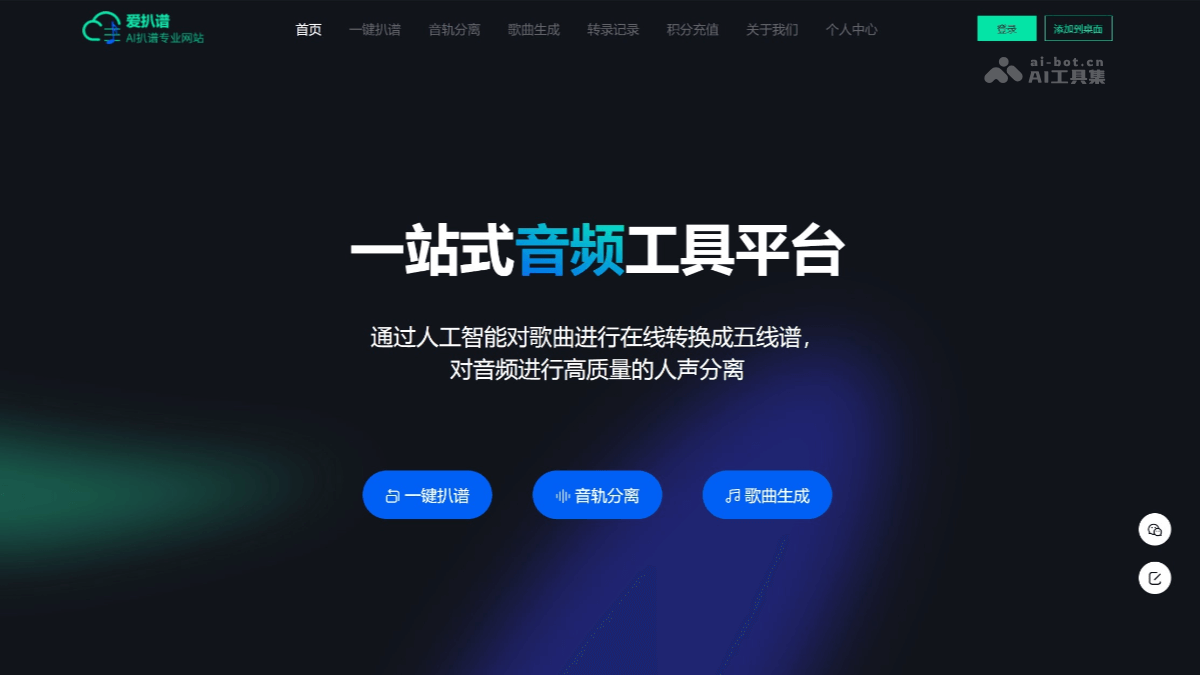 爱扒谱
AI扒谱专业网站
首页 一键扒谱 音轨分离 歌曲生成 转录记录 积分充值 关于我们 个人中心
登录 添加到桌面
ai-bot.cn
AI工具集
一站式音频工具平台
通过人工智能对歌曲进行在线转换成五线谱，
对音频进行高质量的人声分离
一键扒谱 音轨分离 歌曲生成